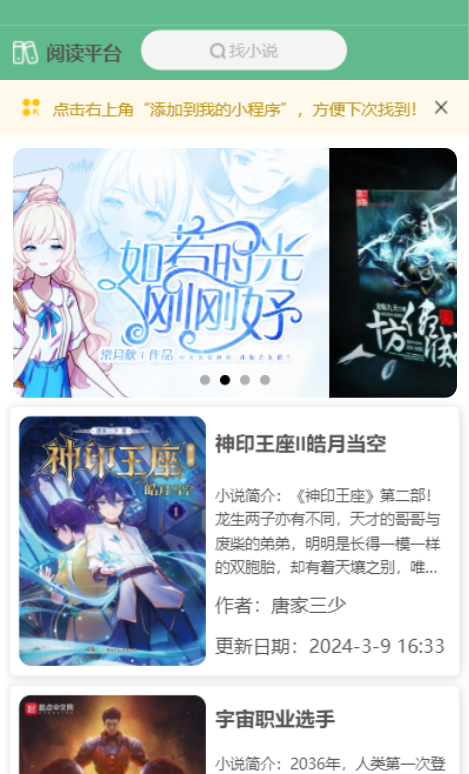 阅读平台
找小说
点击右上角“添加到我的小程序”，方便下次找到！
如若时光
刚刚好
常月秋/作品
神印王座
皓月当空
1
神印王座II皓月当空
小说简介：《神印王座》第二部！
龙生两子亦有不同，天才的哥哥与
废柴的弟弟，明明是长得一模一样
的双胞胎，却有着天壤之别，唯...
作者：唐家三少
更新日期：2024-3-9 16:33
起点中文网
宇宙职业选手
小说简介：2036年，人类第一次登